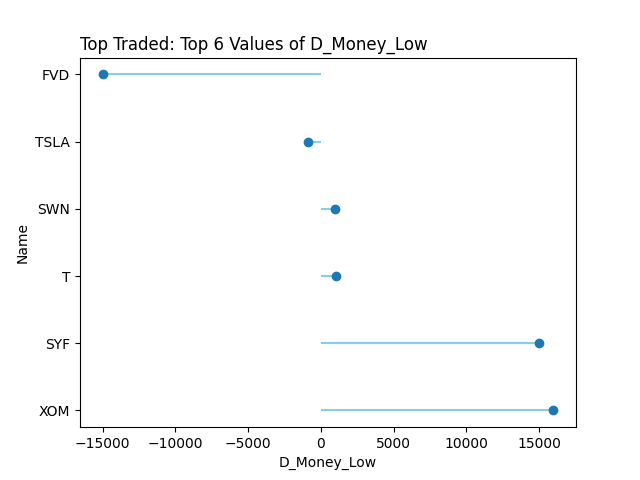 Top Traded: Top 6 Values of D_Money_Low
FVD
TSLA
SWN
T
SYF
XOM
Name
−15000 −10000 −5000 0 5000 10000 15000
D_Money_Low